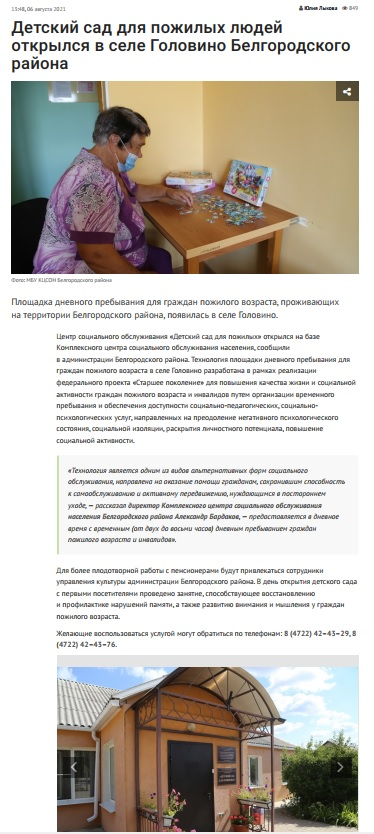 13:48, 06 августа 2021
Юлия Лыкова 849
Детский сад для пожилых людей
открылся в селе Головино Белгородского
района
Фото: МБУ КЦСОН Белгородского района
Площадка дневного пребывания для граждан пожилого возраста, проживающих
на территории Белгородского района, появилась в селе Головино.
Центр социального обслуживания «Детский сад для пожилых» открылся на базе
Комплексного центра социального обслуживания населения, сообщили
в администрации Белгородского района. Технология площадки дневного пребывания для
граждан пожилого возраста в селе Головино разработана в рамках реализации
федерального проекта «Старшее поколение» для повышения качества жизни и социальной
активности граждан пожилого возраста и инвалидов путем организации временного
пребывания и обеспечения доступности социально-педагогических, социально-
психологических услуг, направленных на преодоление негативного психологического
состояния, социальной изоляции, раскрытия личностного потенциала, повышение
социальной активности.
«Технология является одним из видов альтернативных форм социального
обслуживания, направлена на оказание помощи гражданам, сохранившим способность
к самообслуживанию и активному передвижению, нуждающимся в постороннем
уходе, – рассказал директор Комплексного центра социального обслуживания
населения Белгородского района Александр Бордаков, – предоставляется в дневное
время с временным (от двух до восьми часов) дневным пребыванием граждан
пожилого возраста и инвалидов».
Для более плодотворной работы с пенсионерами будут привлекаться сотрудники
управления культуры администрации Белгородского района. В день открытия детского сада
с первыми посетителями проведено занятие, способствующее восстановлению
и профилактике нарушений памяти, а также развитию внимания и мышления у граждан
пожилого возраста.
Желающие воспользоваться услугой могут обратиться по телефонам: 8 (4722) 42–43–29, 8
(4722) 42–43–76.